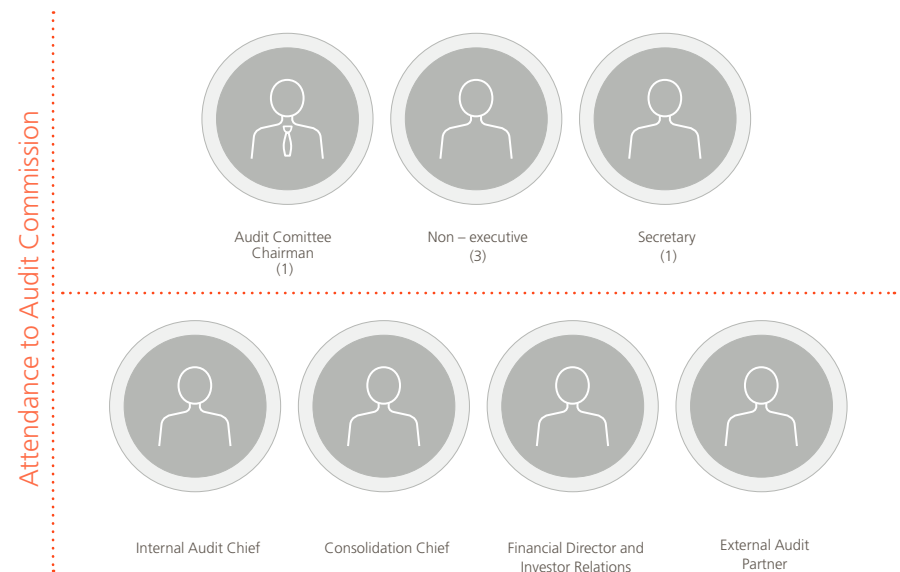 Attendance to Audit Commission
Audit Comittee
Chairman
(1)
Non – executive
(3)
Secretary
(1)
Internal Audit Chief
Consolidation Chief
Financial Director and
Investor Relations
External Audit
Partner